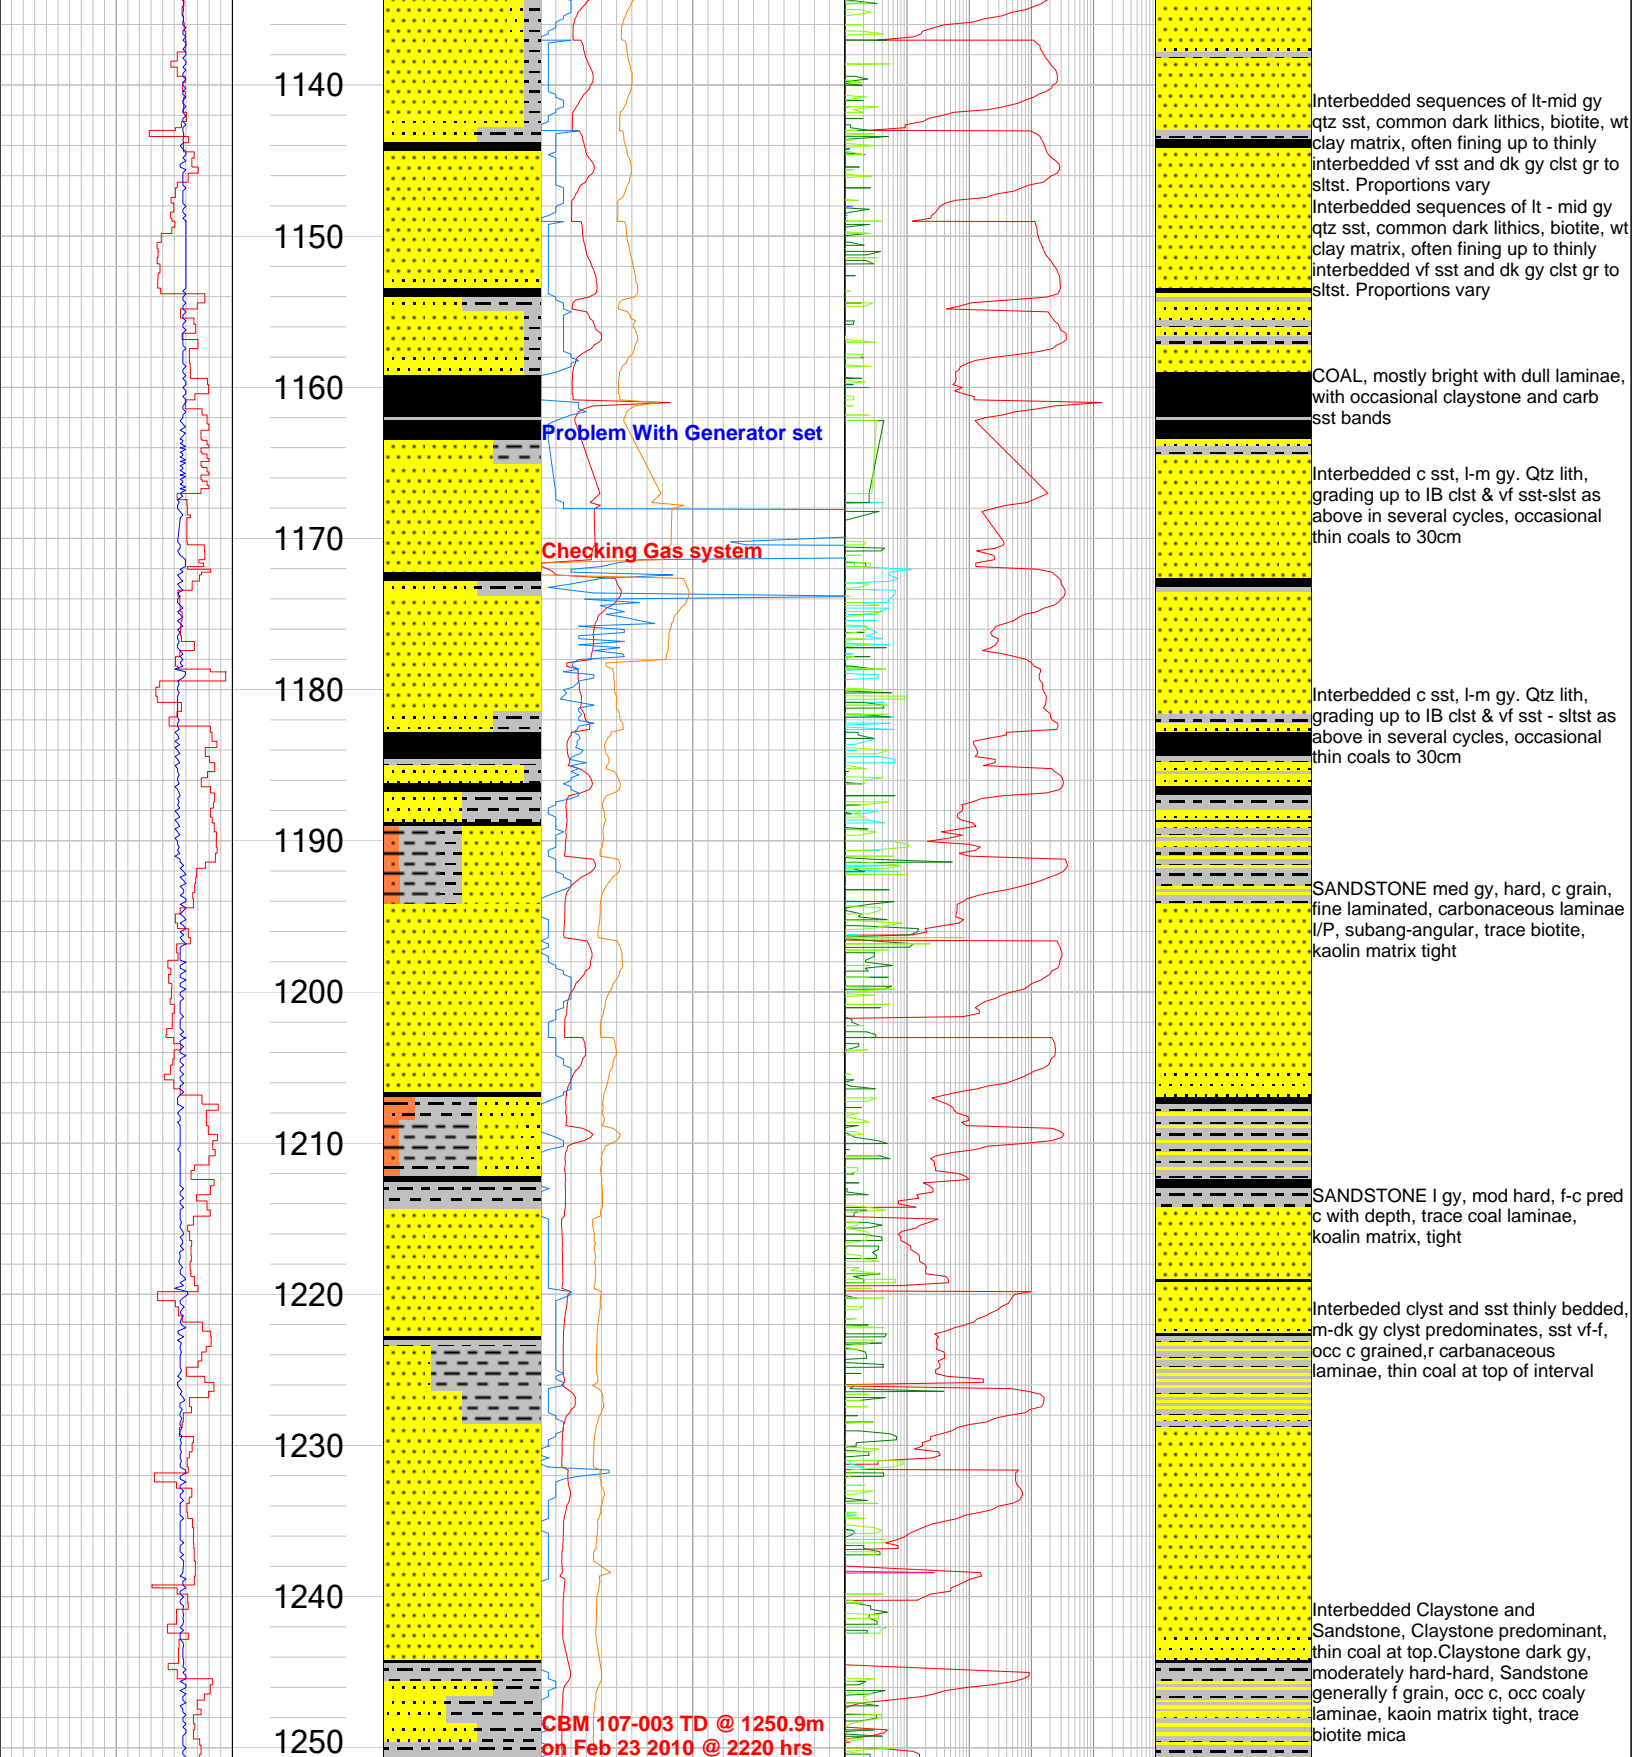 1140
1150
1160
1170
1180
1190
1200
1210
1220
1230
1240
1250
Problem With Generator set
Checking Gas system
CBM 107-003 TD @ 1250.9m
on Feb 23 2010 @ 2220 hrs
Interbedded sequences of lt-mid gy
qtz sst, common dark lithics, biotite, wt
clay matrix, often fining up to thinly
interbedded vf sst and dk gy clst gr to
sltst. Proportions vary
Interbedded sequences of lt - mid gy
qtz sst, common dark lithics, biotite, wt
clay matrix, often fining up to thinly
interbedded vf sst and dk gy clst gr to
sltst. Proportions vary
COAL, mostly bright with dull laminae,
with occasional claystone and carb
sst bands
Interbedded c sst, l-m gy. Qtz lith,
grading up to IB clst & vf sst-slst as
above in several cycles, occasional
thin coals to 30cm
Interbedded c sst, l-m gy. Qtz lith,
grading up to IB clst & vf sst - sltst as
above in several cycles, occasional
thin coals to 30cm
SANDSTONE med gy, hard, c grain,
fine laminated, carbonaceous laminae
I/P, subang-angular, trace biotite,
kaolin matrix tight
SANDSTONE l gy, mod hard, f-c pred
c with depth, trace coal laminae,
koalin matrix, tight
Interbeded clyst and sst thinly bedded,
m-dk gy clyst predominates, sst vf-f,
occ c grained,r carbanaceous
laminae, thin coal at top of interval
Interbedded Claystone and
Sandstone, Claystone predominant,
thin coal at top.Claystone dark gy,
moderately hard-hard, Sandstone
generally f grain, occ c, occ coaly
laminae, kaoin matrix tight, trace
biotite mica